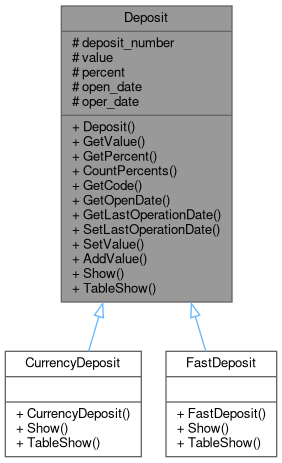 Deposit
# deposit_number
# value
# percent
# open_date
# oper_date
+ Deposit()
+ GetValue()
+ GetPercent()
+ CountPercents()
+ GetCode()
+ GetOpenDate()
+ GetLastOperationDate()
+ SetLastOperationDate()
+ SetValue()
+ AddValue()
+ Show()
+ TableShow()
CurrencyDeposit
+ CurrencyDeposit()
+ Show()
+ TableShow()
FastDeposit
+ FastDeposit()
+ Show()
+ TableShow()